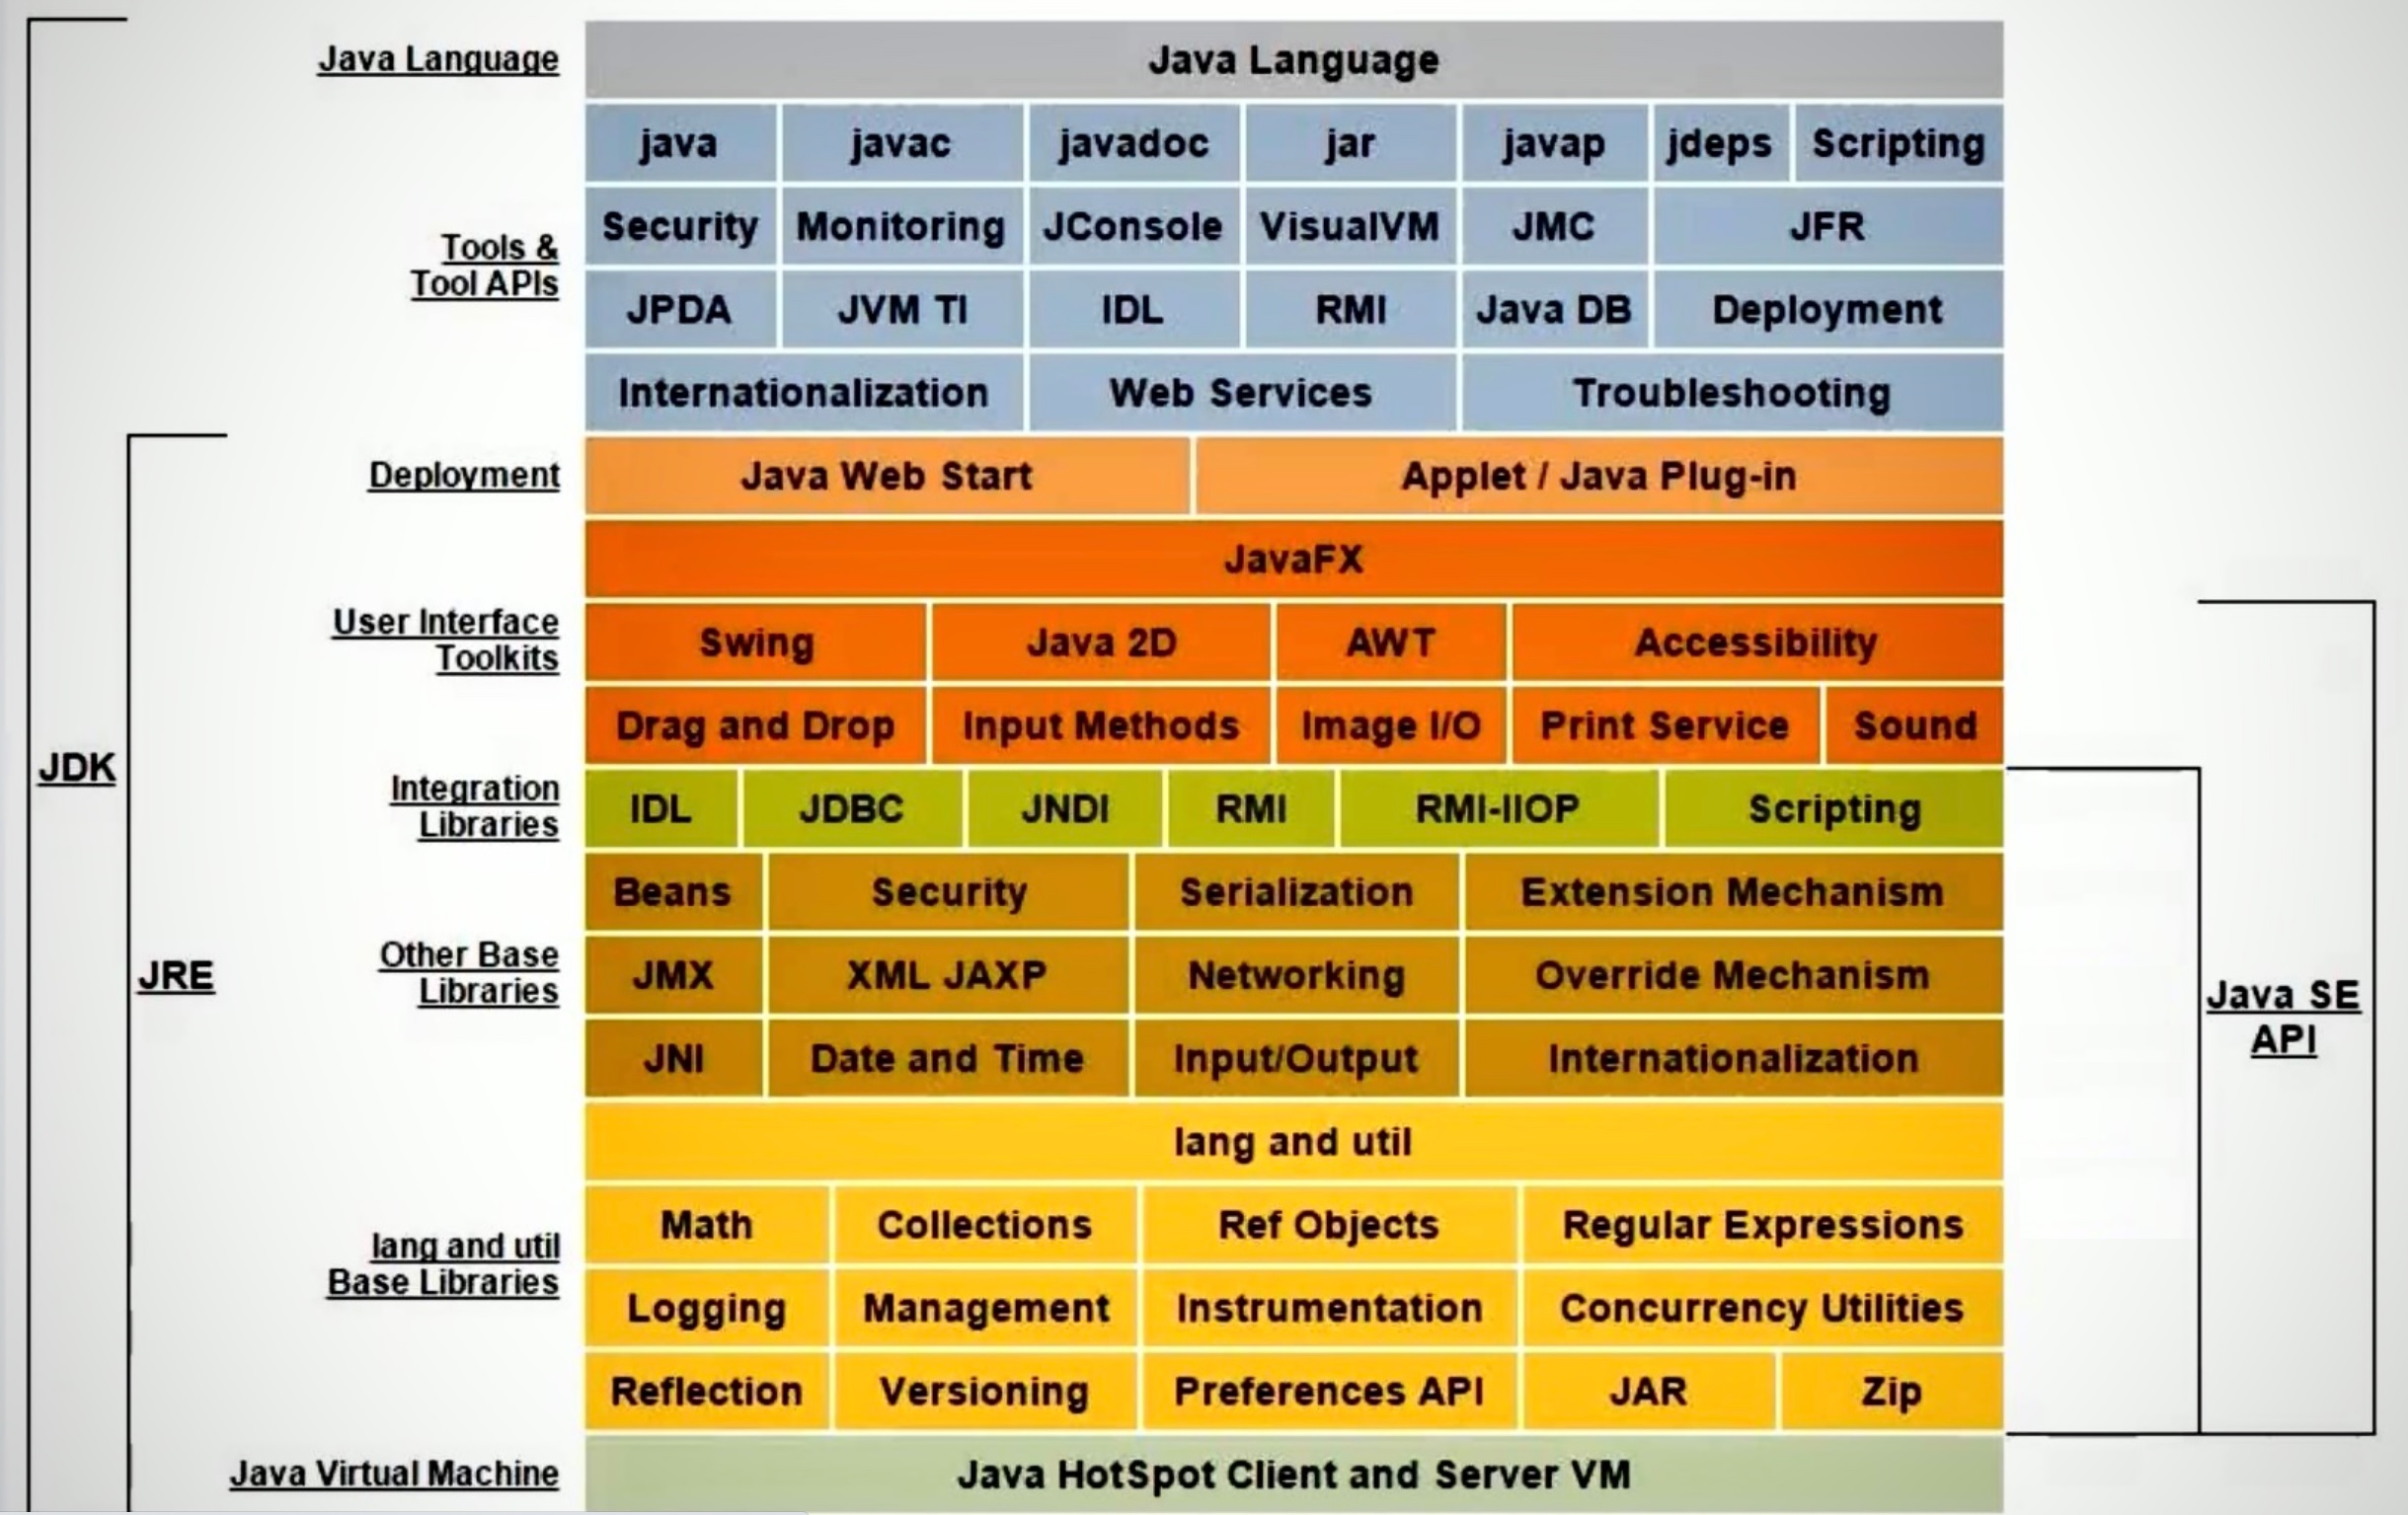 Java Language
Java Language
java javac javadoc jar javap jdeps Scripting
Tools &
Tool APIs
Security Monitoring JConsole VisualVM JMC JFR
JPDA JVM TI IDL RMI Java DB Deployment
Internationalization Web Services Troubleshooting
Deployment
Java Web Start Applet / Java Plug-in
JavaFX
User Interface
Toolkits
Swing Java 2D AWT Accessibility
Drag and Drop Input Methods Image I/O Print Service Sound
JDK
Integration
Libraries
IDL JDBC JNDI RMI RMI-IIOP Scripting
Beans Security Serialization Extension Mechanism
JRE
Other Base
Libraries
JMX XML JAXP Networking Override Mechanism
Java SE
API
JNI Date and Time Input/Output Internationalization
lang and util
lang and util
Base Libraries
Math Collections Ref Objects Regular Expressions
Logging Management Instrumentation Concurrency Utilities
Reflection Versioning Preferences API JAR Zip
Java Virtual Machine
Java HotSpot Client and Server VM